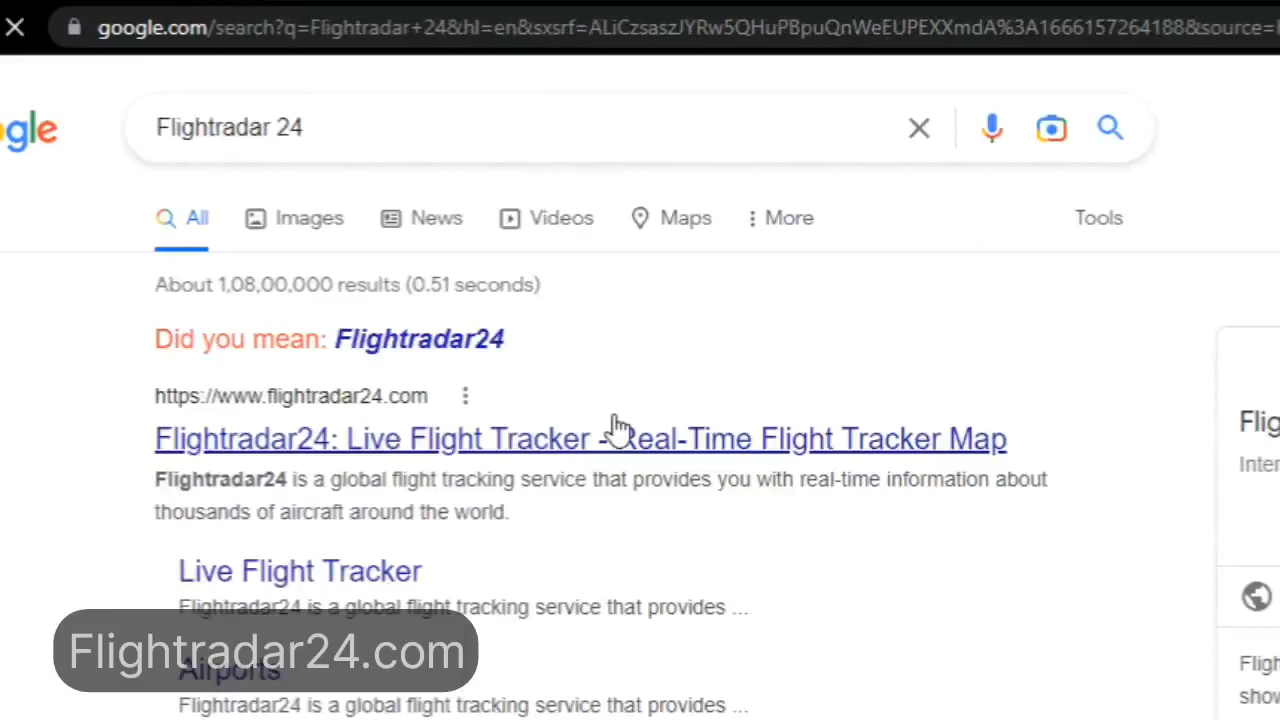 google.com/search?q=Flightradar+24&hl=en&sxsrf=ALiCzsaszJYRw5QHuPBpuQnWeEUPEXXmdA%3A1666157264188&source=
gle
Flightradar 24
All Images News Videos Maps More Tools
About 1,08,00,000 results (0.51 seconds)
Did you mean: Flightradar24
https://www.flightradar24.com
Flightradar24: Live Flight Tracker - Real-Time Flight Tracker Map
Flightradar24 is a global flight tracking service that provides you with real-time information about
thousands of aircraft around the world.
Live Flight Tracker
Flightradar24 is a global flight tracking service that provides ...
Flightradar24.com
Airports
Flightradar24 is a global flight tracking service that provides ...
Flig
Inter
Fligh
show